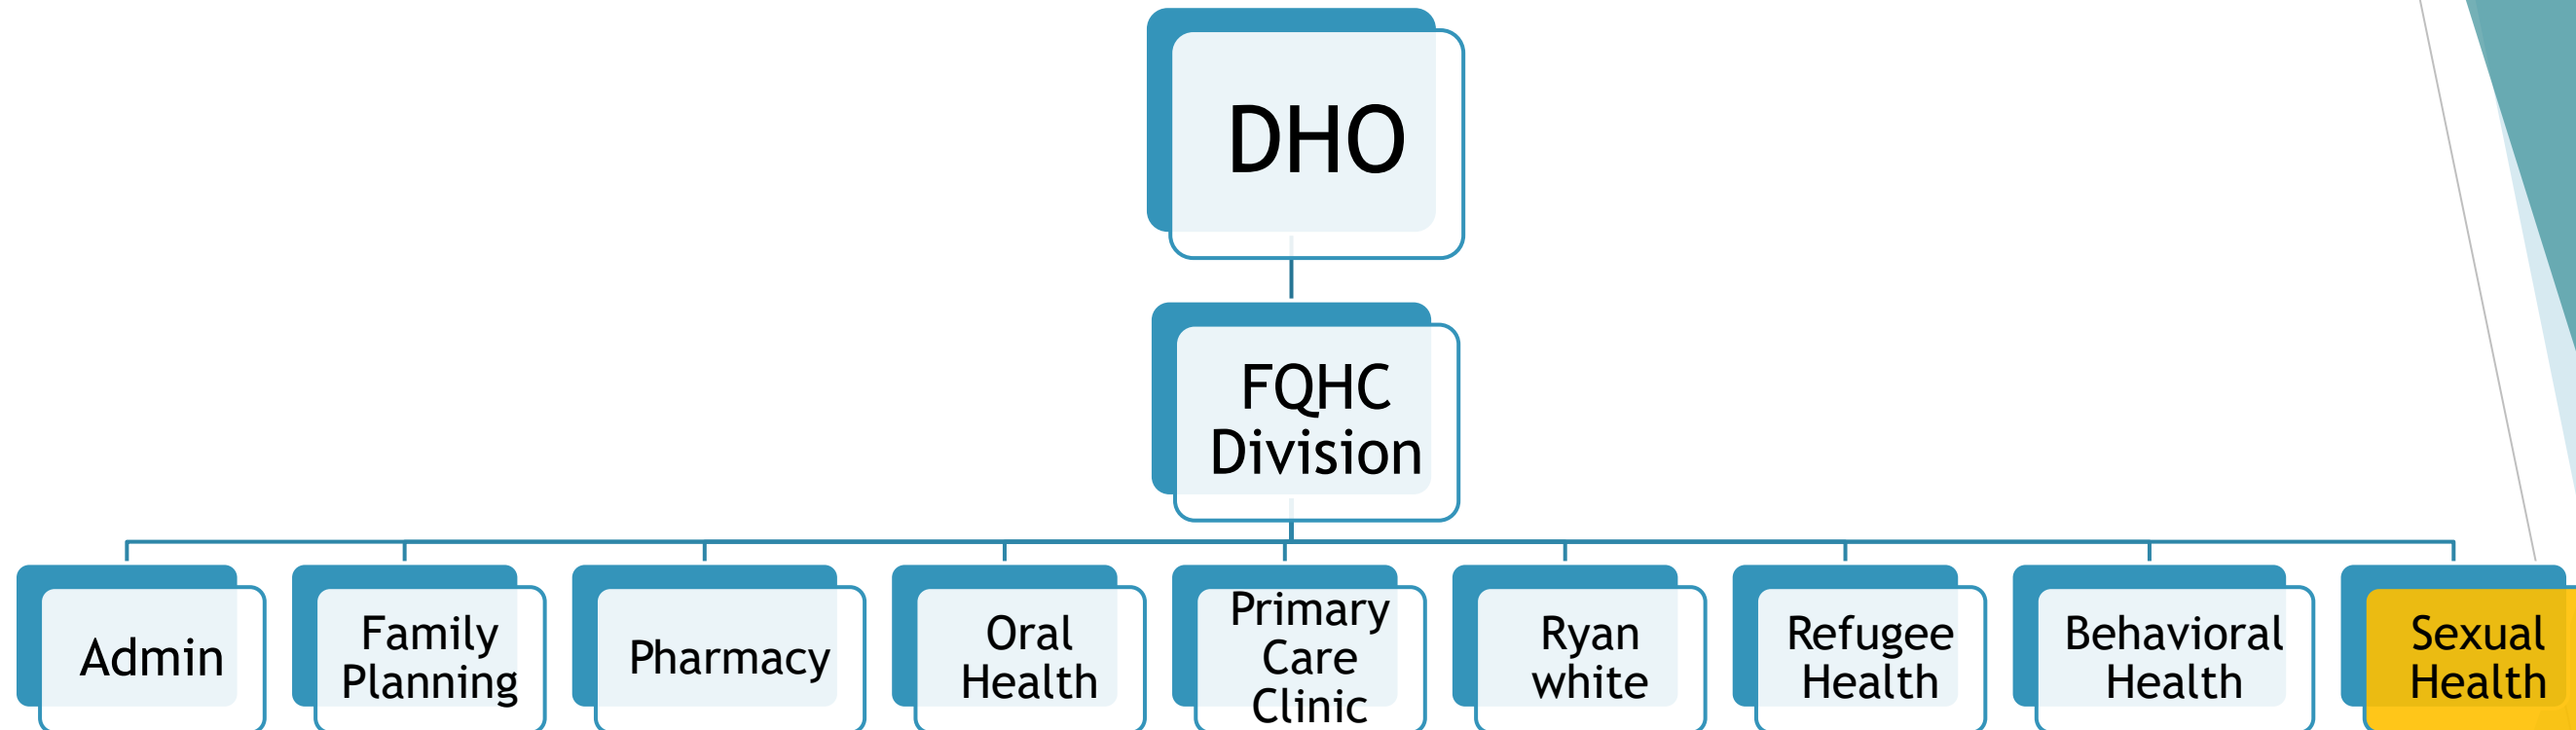 DHO
FQHC
Division
Admin
Family
Planning
Pharmacy
Oral
Health
Primary
Care
Clinic
Ryan
white
Refugee
Health
Behavioral
Health
Sexual
Health